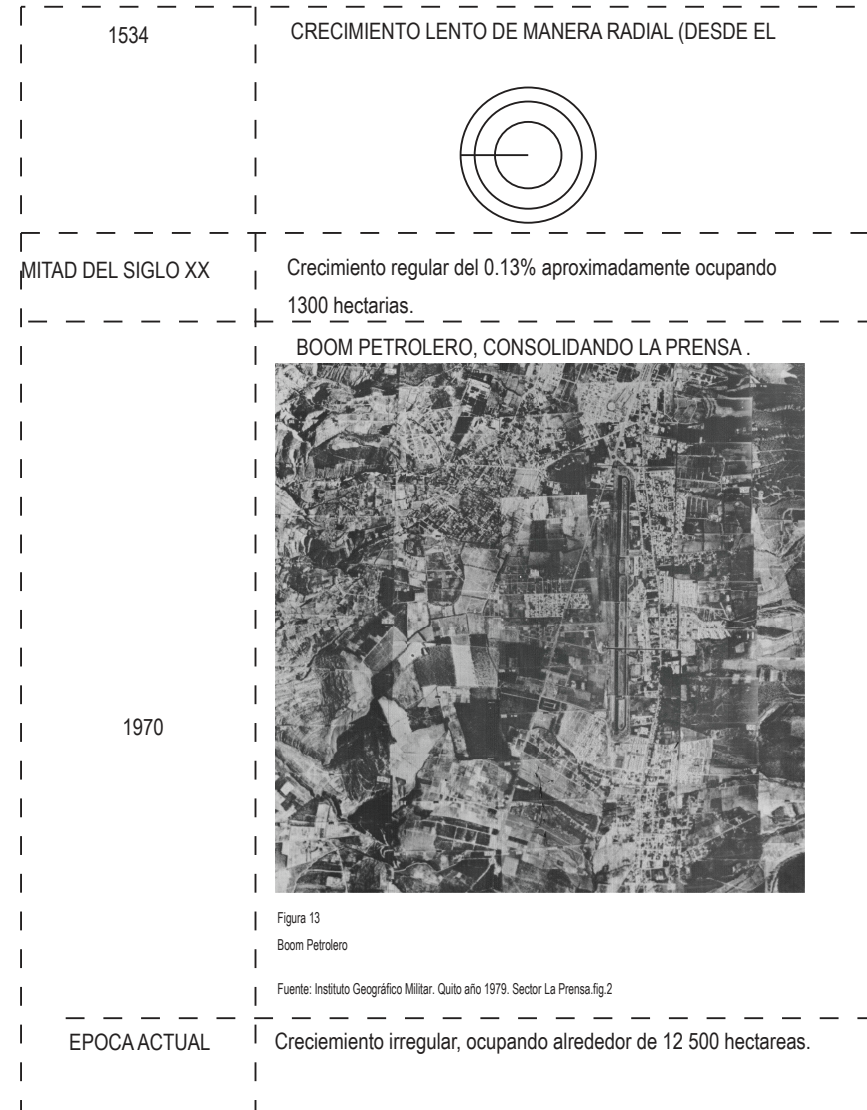 1534
CRECIMIENTO LENTO DE MANERA RADIAL (DESDE EL
MITAD DEL SIGLO XX
Crecimiento regular del 0.13% aproximadamente ocupando
1300 hectarias.
1970
BOOM PETROLERO, CONSOLIDANDO LA PRENSA .
Figura 13
Boom Petrolero
Fuente: Instituto Geográfico Militar. Quito año 1979. Sector La Prensa.fig.2
EPOCA ACTUAL
Creciemiento irregular, ocupando alrededor de 12 500 hectareas.